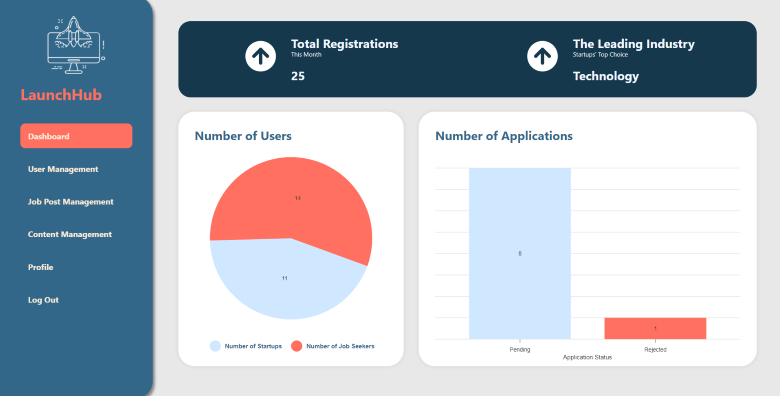 LaunchHub
Dashboard
User Management
Job Post Management
Content Management
Profile
Log Out
Total Registrations
This Month
25
The Leading Industry
Startups' Top Choice
Technology
Number of Users
14
11
Number of Startups
Number of Job Seekers
Number of Applications
8
1
Pending
Rejected
Application Status